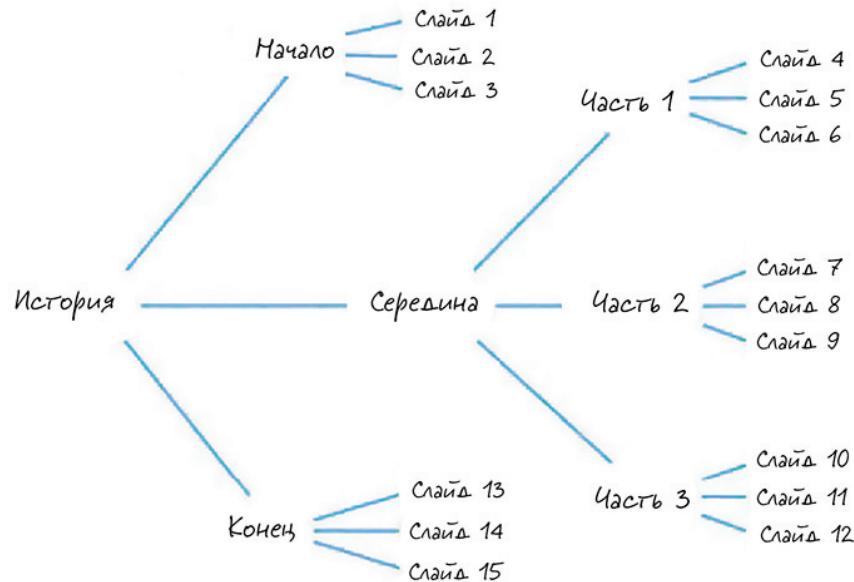 История
Начало
Слайд 1
Слайд 2
Слайд 3
Середина
Часть 1
Слайд 4
Слайд 5
Слайд 6
Часть 2
Слайд 7
Слайд 8
Слайд 9
Часть 3
Слайд 10
Слайд 11
Слайд 12
Конец
Слайд 13
Слайд 14
Слайд 15